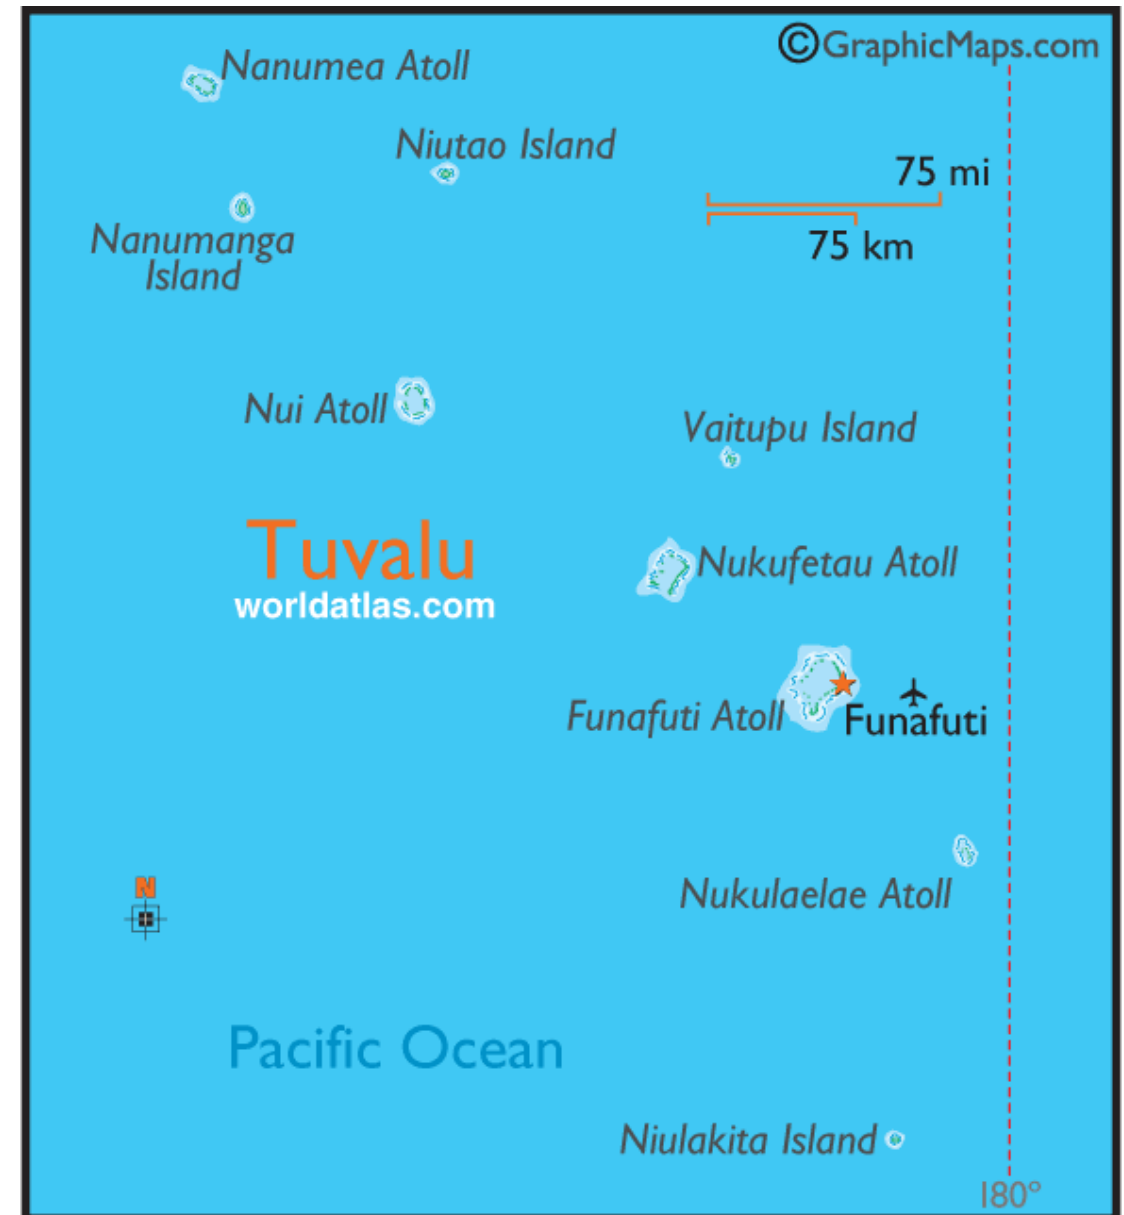 ©GraphicMaps.com
Nanumea Atoll
Niutao Island
75 mi
75 km
Nanumanga
Island
Nui Atoll
Vaitupu Island
Tuvalu
worldatlas.com
Nukufetau Atoll
Funafuti Atoll
Funafuti
Nukulaelae Atoll
N
Pacific Ocean
Niulakita Island
180°